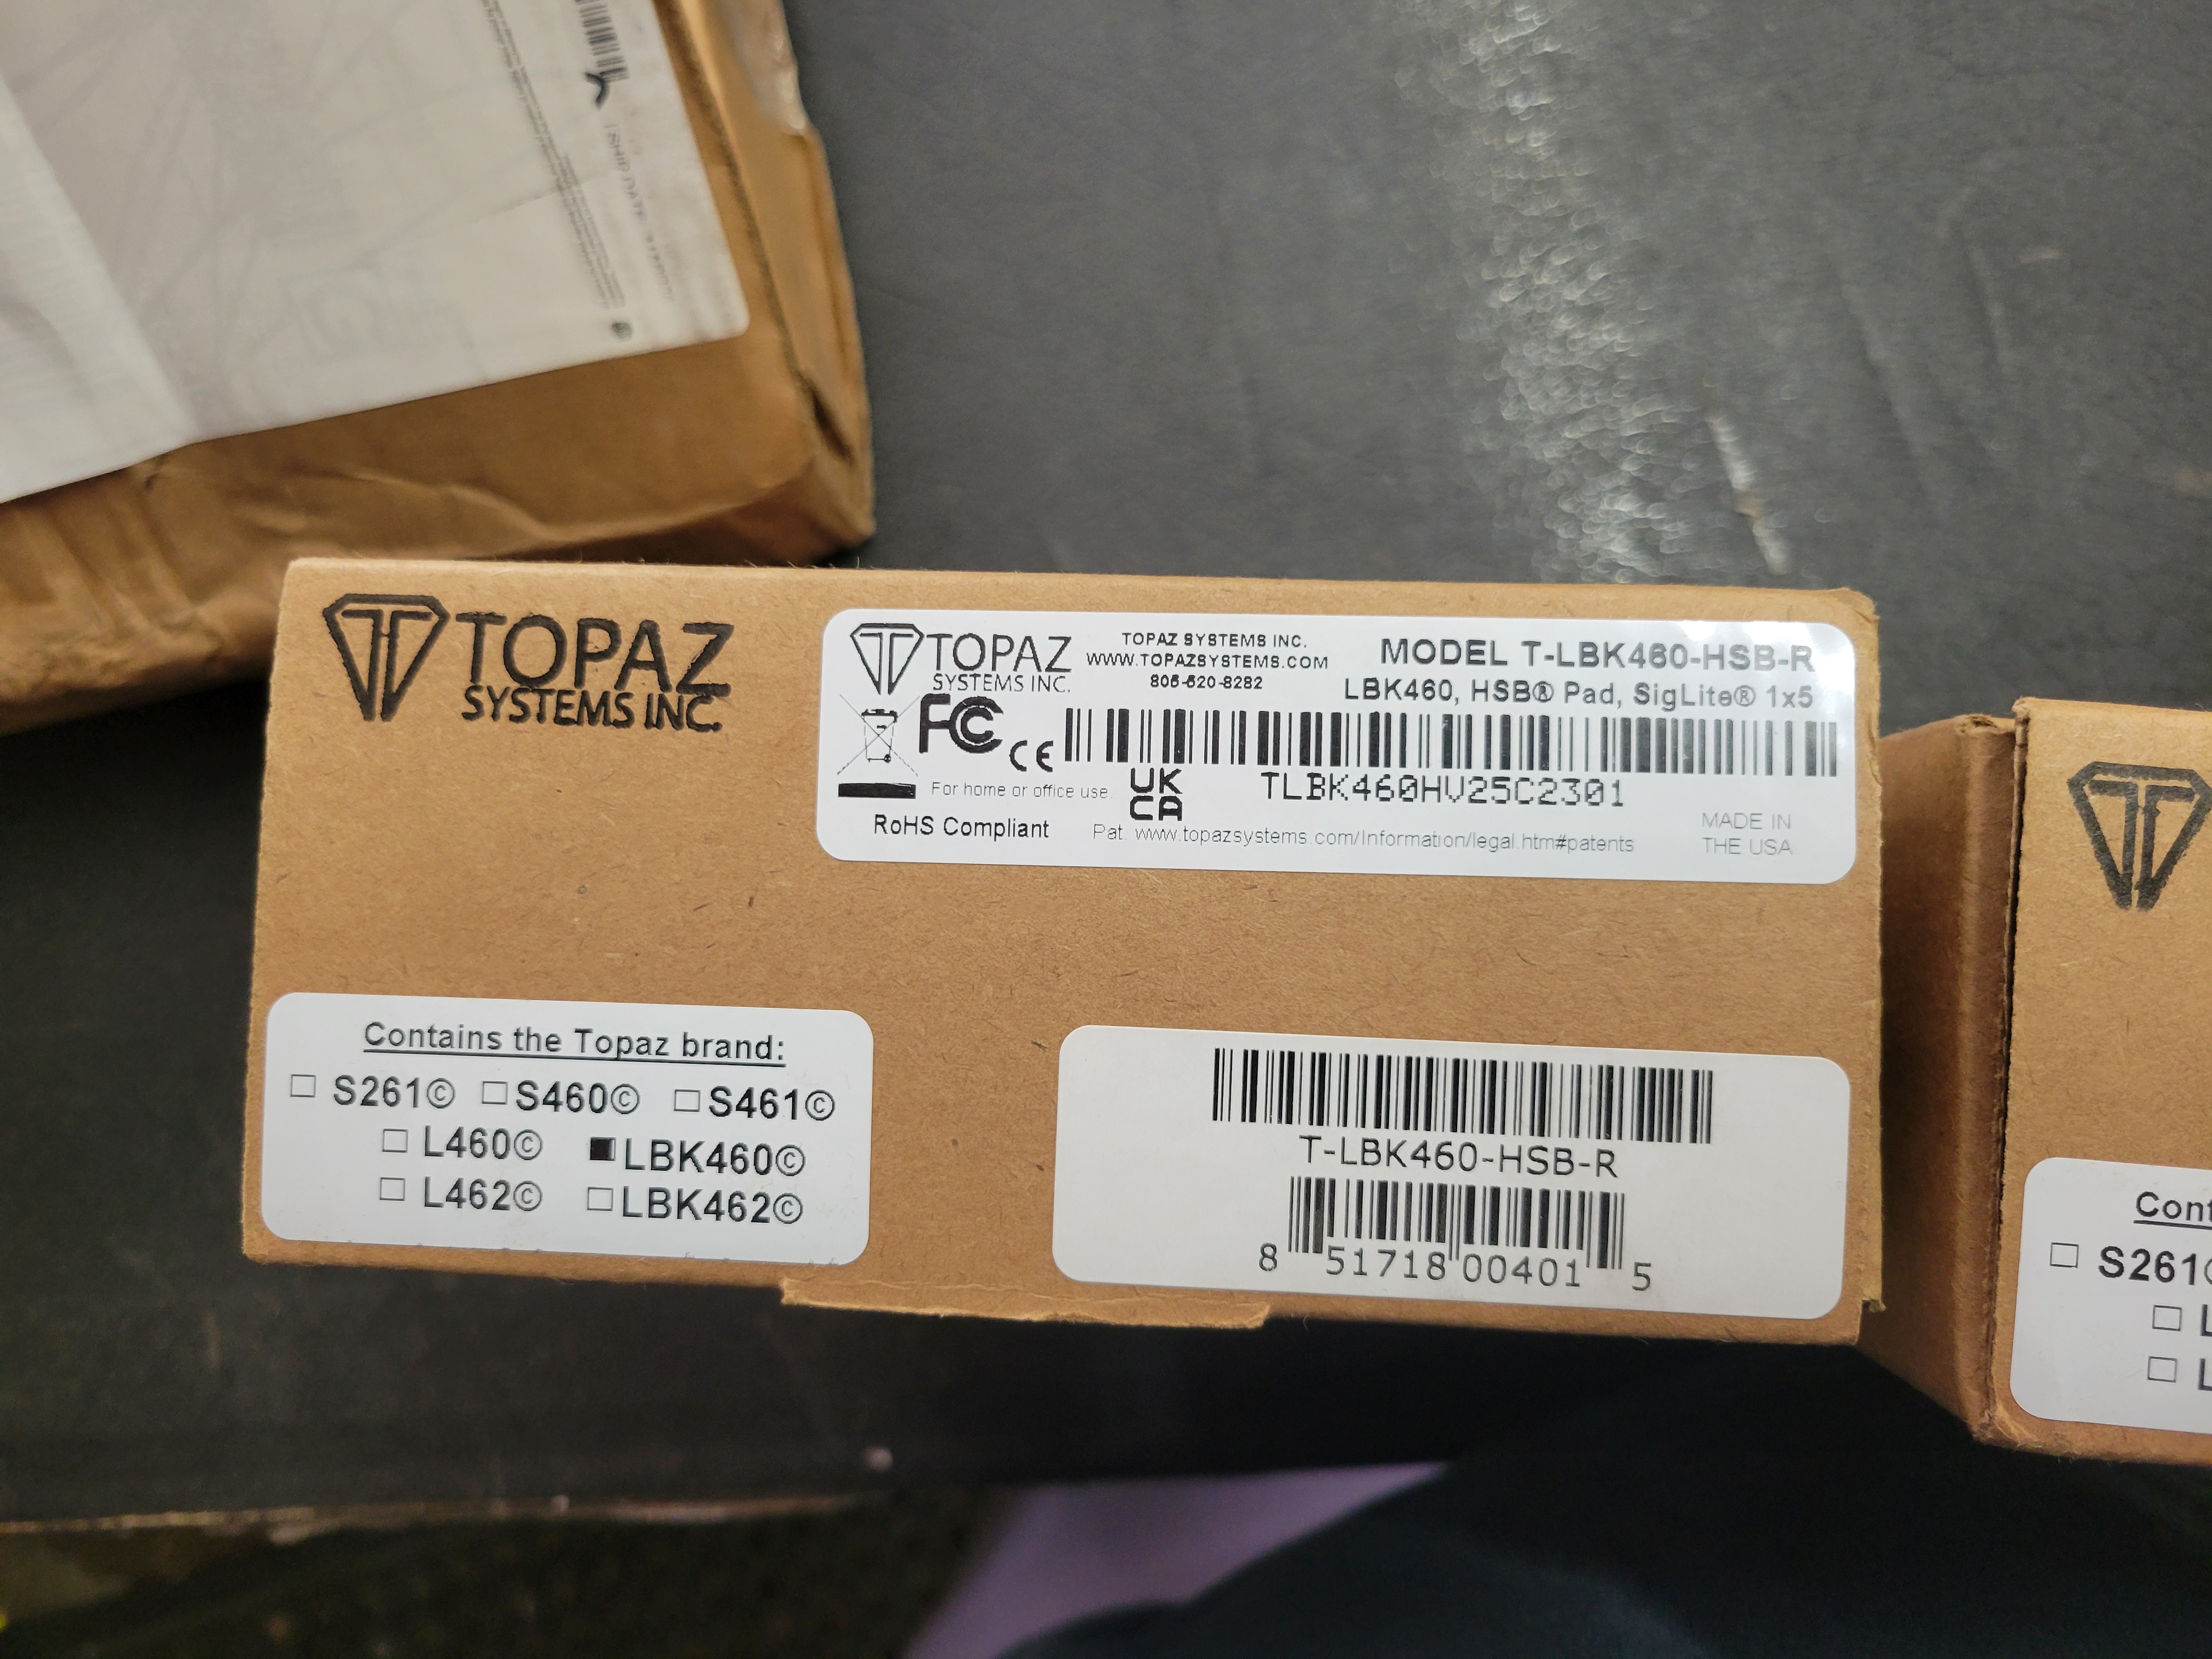 SHIP DATE
TOPAZ
SYSTEMS INC.
TOPAZ
SYSTEMS INC.
TOPAZ SYSTEMS INC.
WWW.TOPAZSYSTEMS.COM
805-520-8282
MODEL T-LBK460-HSB-R
LBK460, HSB® Pad, SigLite® 1x5
FC
CE
For home or office use.
UK
CA
TLBK460HV25C2301
RoHS Compliant
Pat. www.topazsystems.com/Information/legal.htm#patents
MADE IN
THE USA
Contains the Topaz brand:
☐ S261© ☐ S460© ☐ S461©
☐ L460© ■ LBK460©
☐ L462© ☐ LBK462©
T-LBK460-HSB-R
8 51718 00401 5
Cont
☐ S261©
☐ L
☐ L